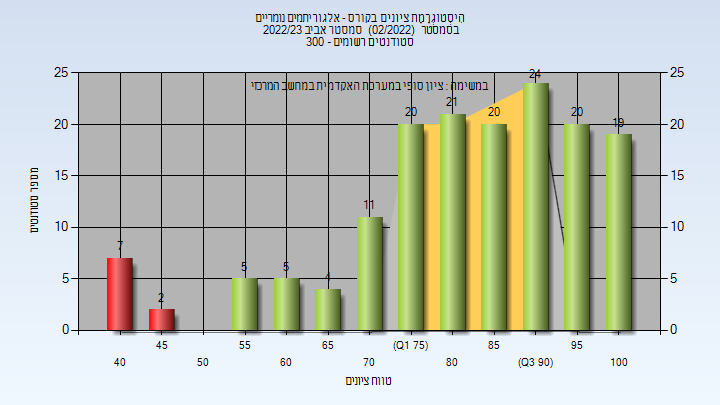 היסטוגרמת ציונים בקורס - אלגוריתמים נומריים
בסמסטר (02/2022) סמסטר אביב 2022/23
סטודנטים רשומים - 300
במשימה : ציון סופי במערכת האקדמית במחשב המרכזי
מספר סטודנטים
25 25
20 20
15 15
10 10
5 5
0 0
7 2 5 5 4 11 20 21 20 24 20 19
45 55 65 (Q1 75) 85 95
40 50 60 70 80 (Q3 90) 100
טווח ציונים